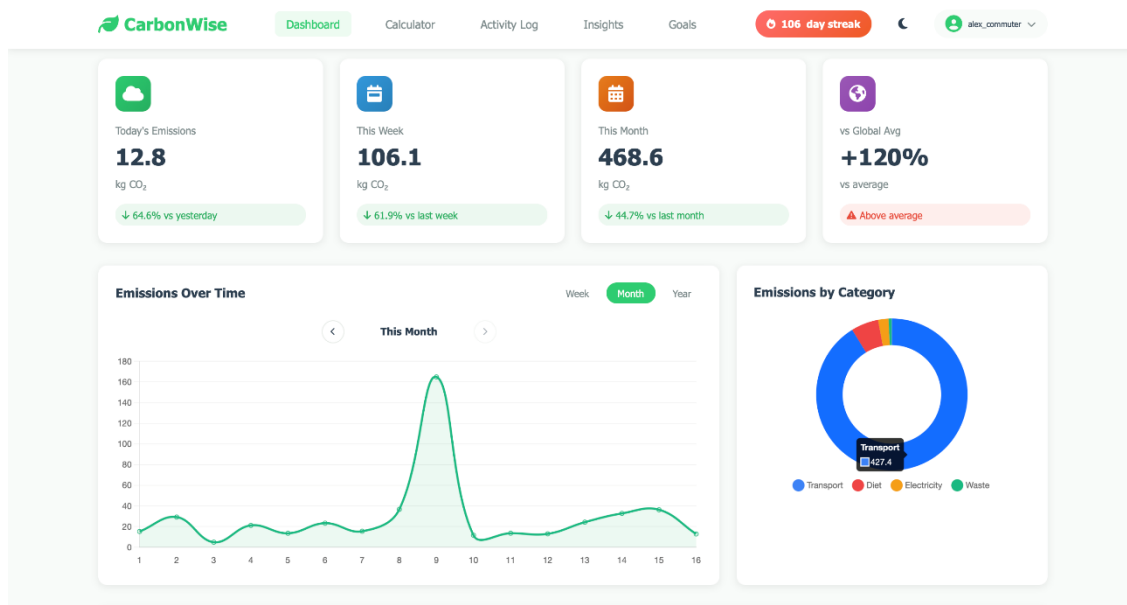 CarbonWise
Dashboard
Calculator
Activity Log
Insights
Goals
106 day streak
alex_commuter
Today's Emissions
12.8
kg CO₂
↓ 64.6% vs yesterday
This Week
106.1
kg CO₂
↓ 61.9% vs last week
This Month
468.6
kg CO₂
↓ 44.7% vs last month
vs Global Avg
+120%
vs average
Above average
Emissions Over Time
Week
Month
Year
This Month
180
160
140
120
100
80
60
40
20
0
1 2 3 4 5 6 7 8 9 10 11 12 13 14 15 16
Emissions by Category
Transport
427.4
Transport Diet Electricity Waste